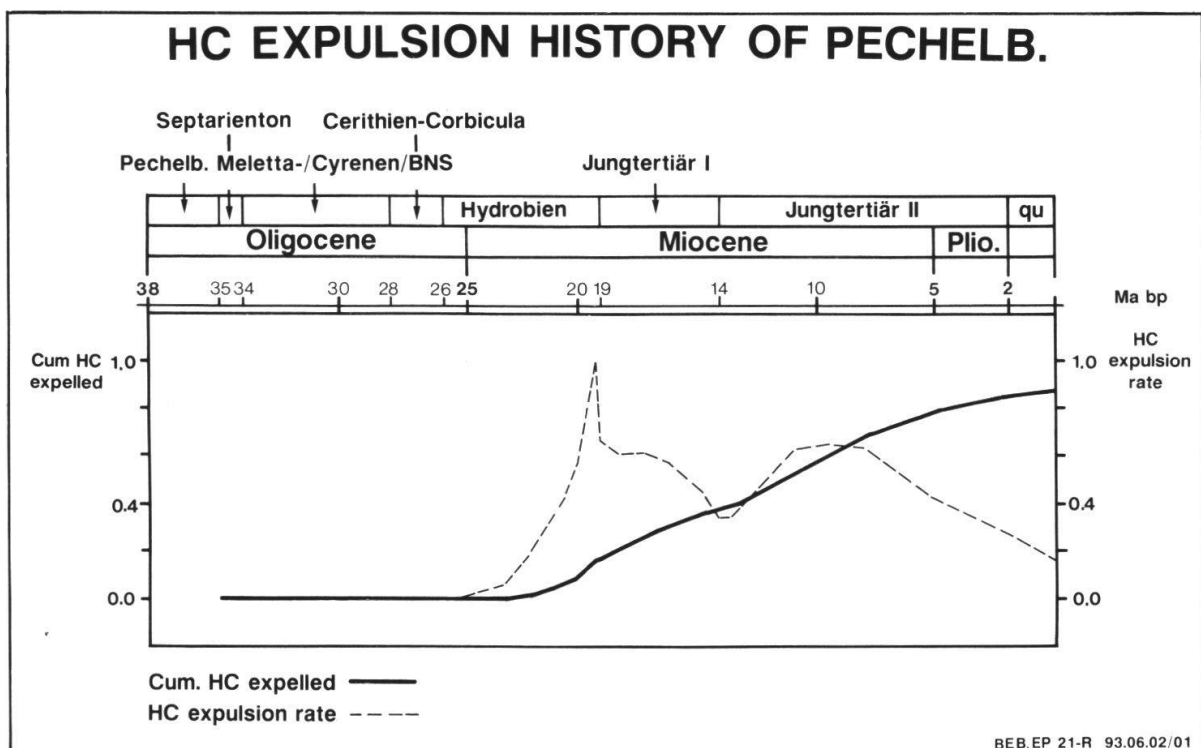 HC EXPULSION HISTORY OF PECHELB.
Septarienton Cerithien-Corbicula
Pechelb. Meletta-/Cyrenen/BNS Jungtertiär I
Hydrobien Jungtertiär II qu
Oligocene Miocene Plio.
38 35 34 30 28 26 25 20 19 14 10 5 2 Ma bp
Cum HC expelled 1.0 1.0 HC expulsion rate
0.4 0.4
0.0 0.0
Cum. HC expelled
HC expulsion rate
BEB.EP 21-R 93.06.02/01